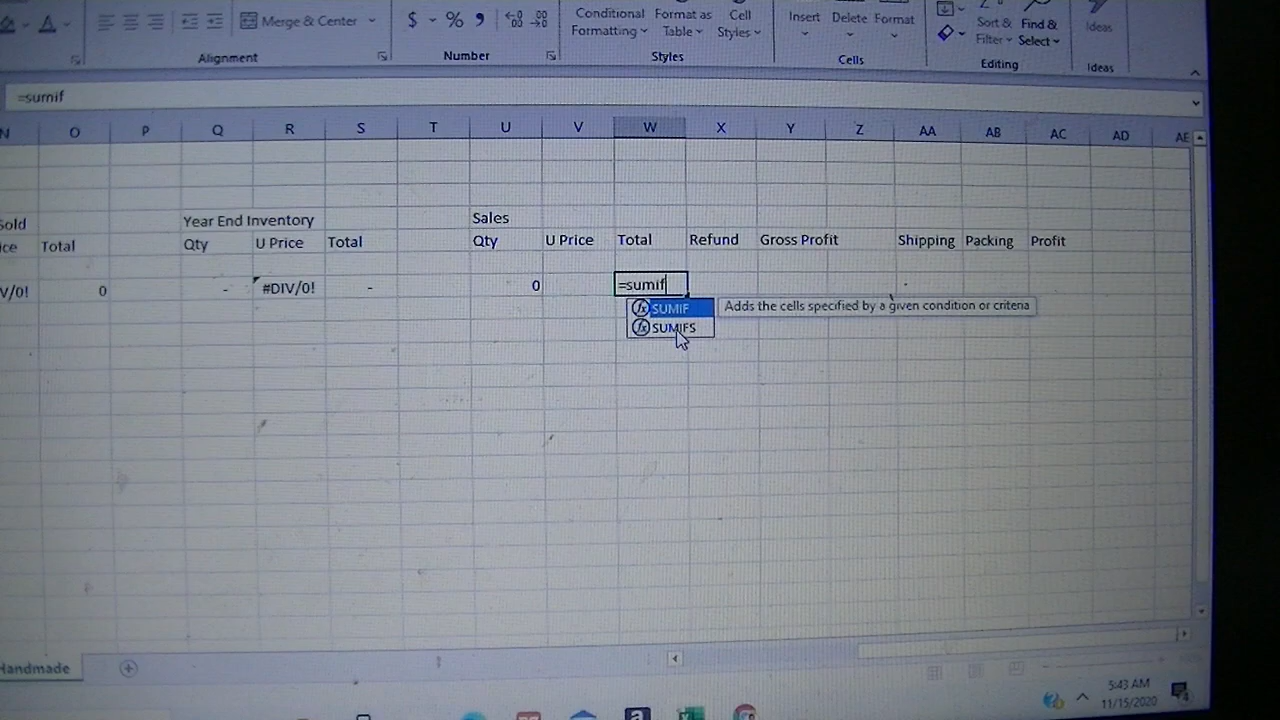 Merge & Center
$ % ,
Conditional Formatting
Format as Table
Cell Styles
Insert
Delete
Format
Sort & Filter
Find & Select
Ideas
Alignment
Number
Styles
Cells
Editing
Ideas
=sumif
N O P Q R S T U V W X Y Z AA AB AC AD AE
Sold
Year End Inventory
Sales
ice Total Qty U Price Total Qty U Price Total Refund Gross Profit Shipping Packing Profit
V/0! 0 - #DIV/0! - 0 =sumif
SUMIF
Adds the cells specified by a given condition or criteria
SUMIFS
Handmade
5:43 AM
11/15/2020